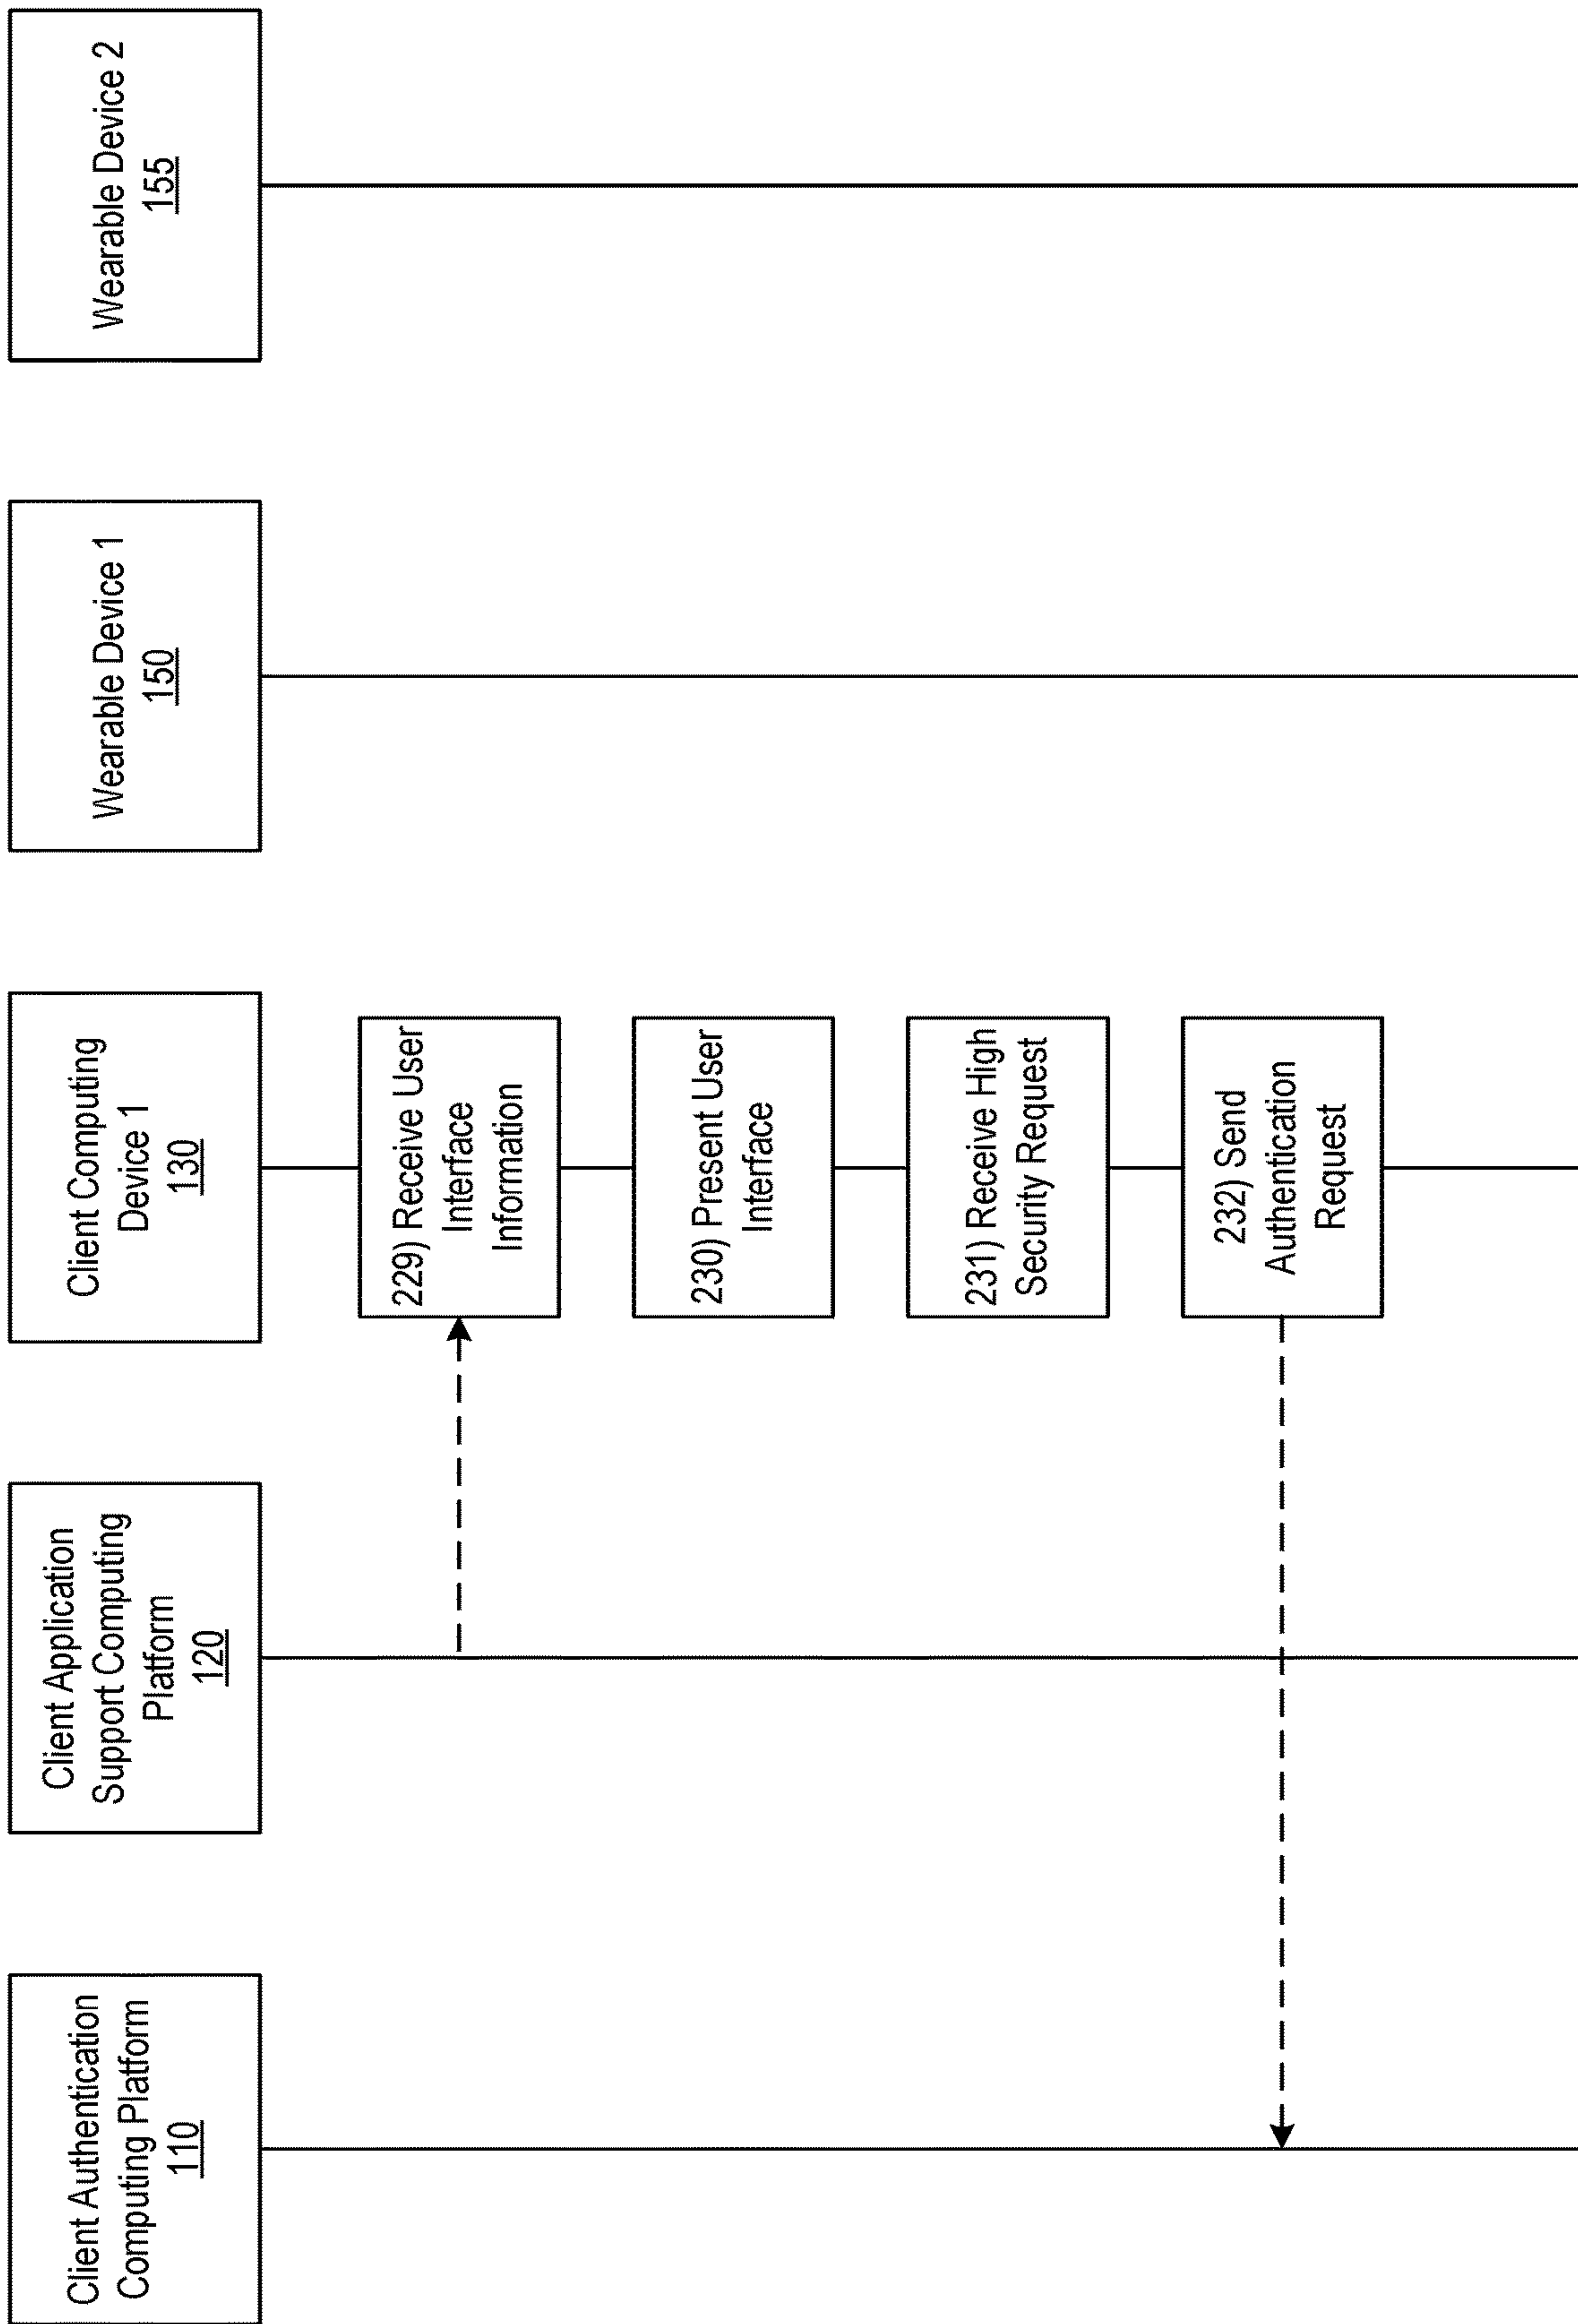 Client Authentication
Computing Platform
110
Client Application
Support Computing
Platform
120
Client Computing
Device 1
130
Wearable Device 1
150
Wearable Device 2
155
229) Receive User
Interface
Information
230) Present User
Interface
231) Receive High
Security Request
232) Send
Authentication
Request